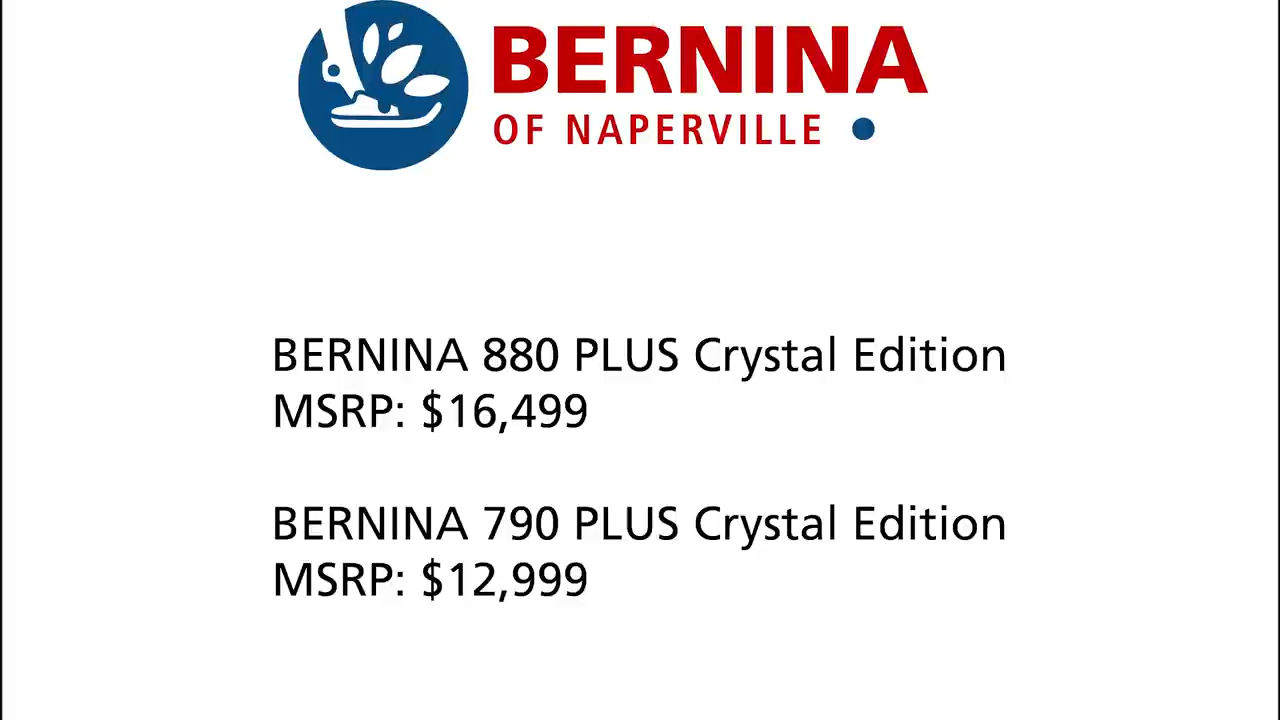 BERNINA
OF NAPERVILLE
BERNINA 880 PLUS Crystal Edition
MSRP: $16,499
BERNINA 790 PLUS Crystal Edition
MSRP: $12,999